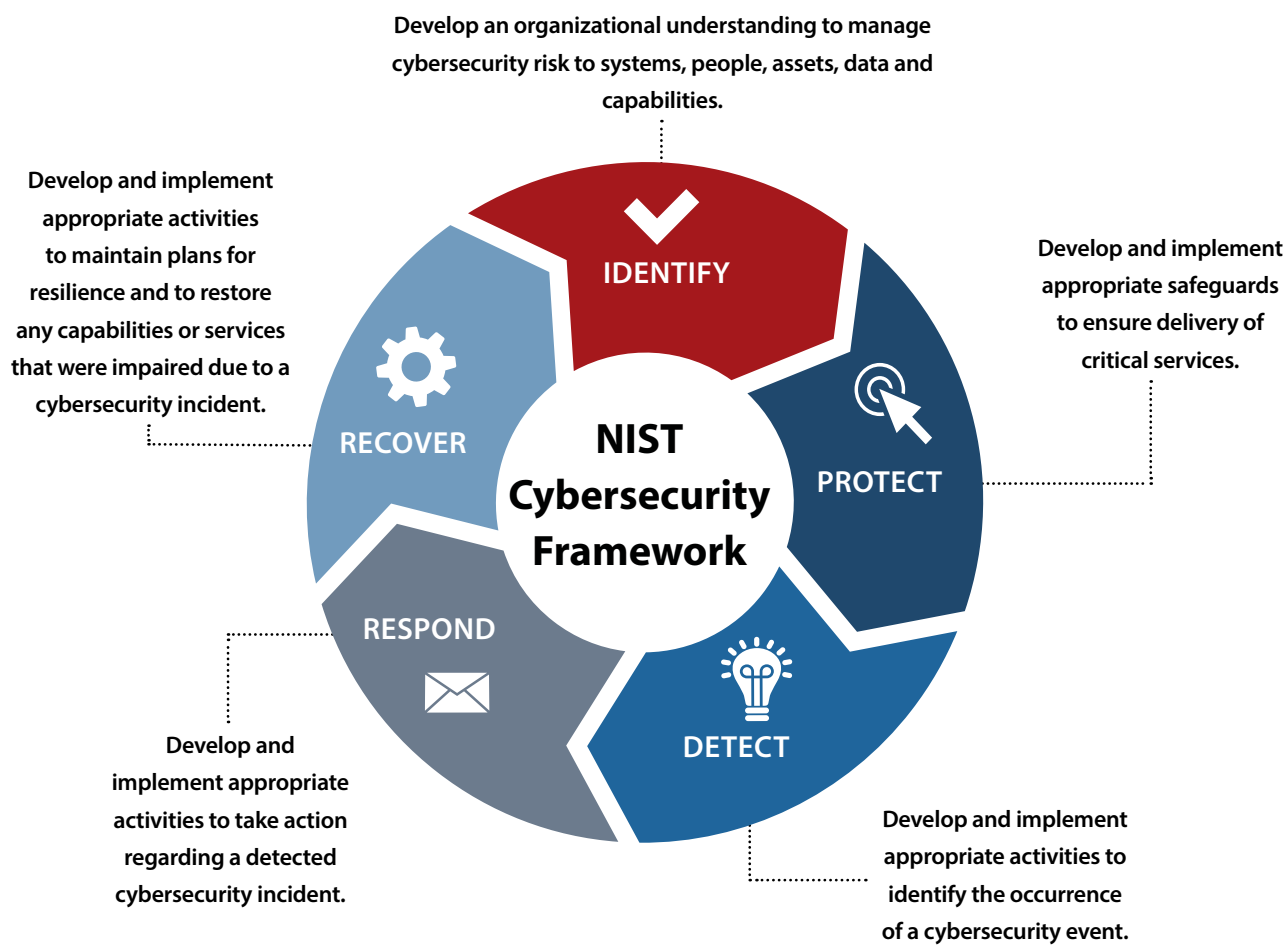 Develop an organizational understanding to manage
cybersecurity risk to systems, people, assets, data and
capabilities.
IDENTIFY
Develop and implement
appropriate safeguards
to ensure delivery of
critical services.
PROTECT
Develop and implement
appropriate activities to
identify the occurrence
of a cybersecurity event.
DETECT
Develop and
implement appropriate
activities to take action
regarding a detected
cybersecurity incident.
RESPOND
Develop and implement
appropriate activities
to maintain plans for
resilience and to restore
any capabilities or services
that were impaired due to a
cybersecurity incident.
RECOVER
NIST
Cybersecurity
Framework